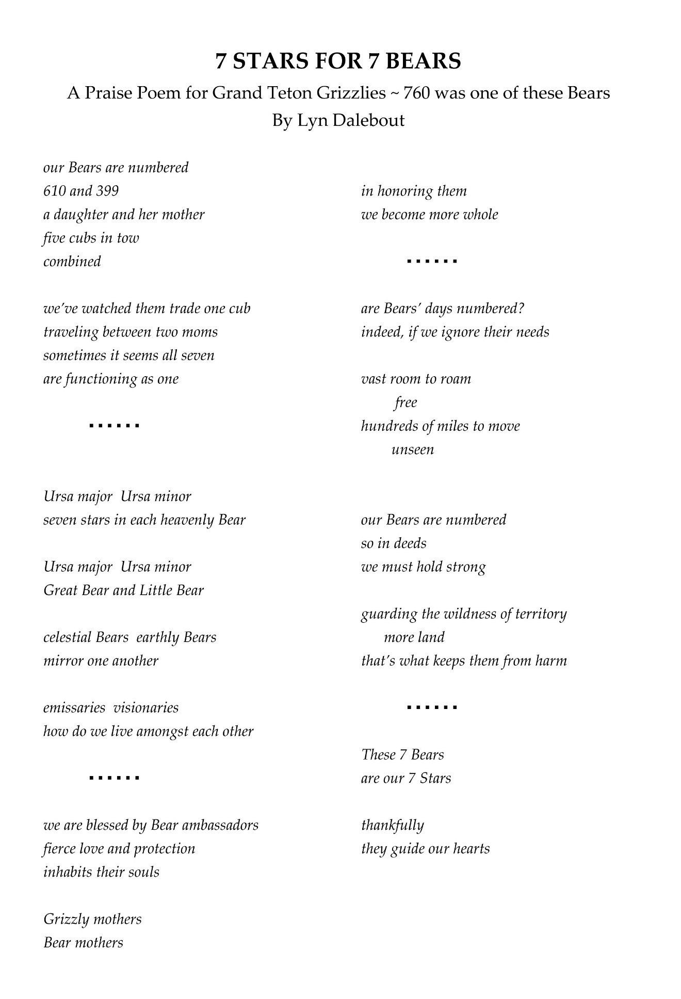 7 STARS FOR 7 BEARS
A Praise Poem for Grand Teton Grizzlies ~ 760 was one of these Bears
By Lyn Dalebout
our Bears are numbered
610 and 399
a daughter and her mother
five cubs in tow
combined
we’ve watched them trade one cub
traveling between two moms
sometimes it seems all seven
are functioning as one
▪▪▪▪▪▪
Ursa major  Ursa minor
seven stars in each heavenly Bear
Ursa major  Ursa minor
Great Bear and Little Bear
celestial Bears  earthly Bears
mirror one another
emissaries  visionaries
how do we live amongst each other
▪▪▪▪▪▪
we are blessed by Bear ambassadors
fierce love and protection
inhabits their souls
Grizzly mothers
Bear mothers
in honoring them
we become more whole
▪▪▪▪▪▪
are Bears’ days numbered?
indeed, if we ignore their needs
vast room to roam
free
hundreds of miles to move
unseen
our Bears are numbered
so in deeds
we must hold strong
guarding the wildness of territory
more land
that’s what keeps them from harm
▪▪▪▪▪▪
These 7 Bears
are our 7 Stars
thankfully
they guide our hearts